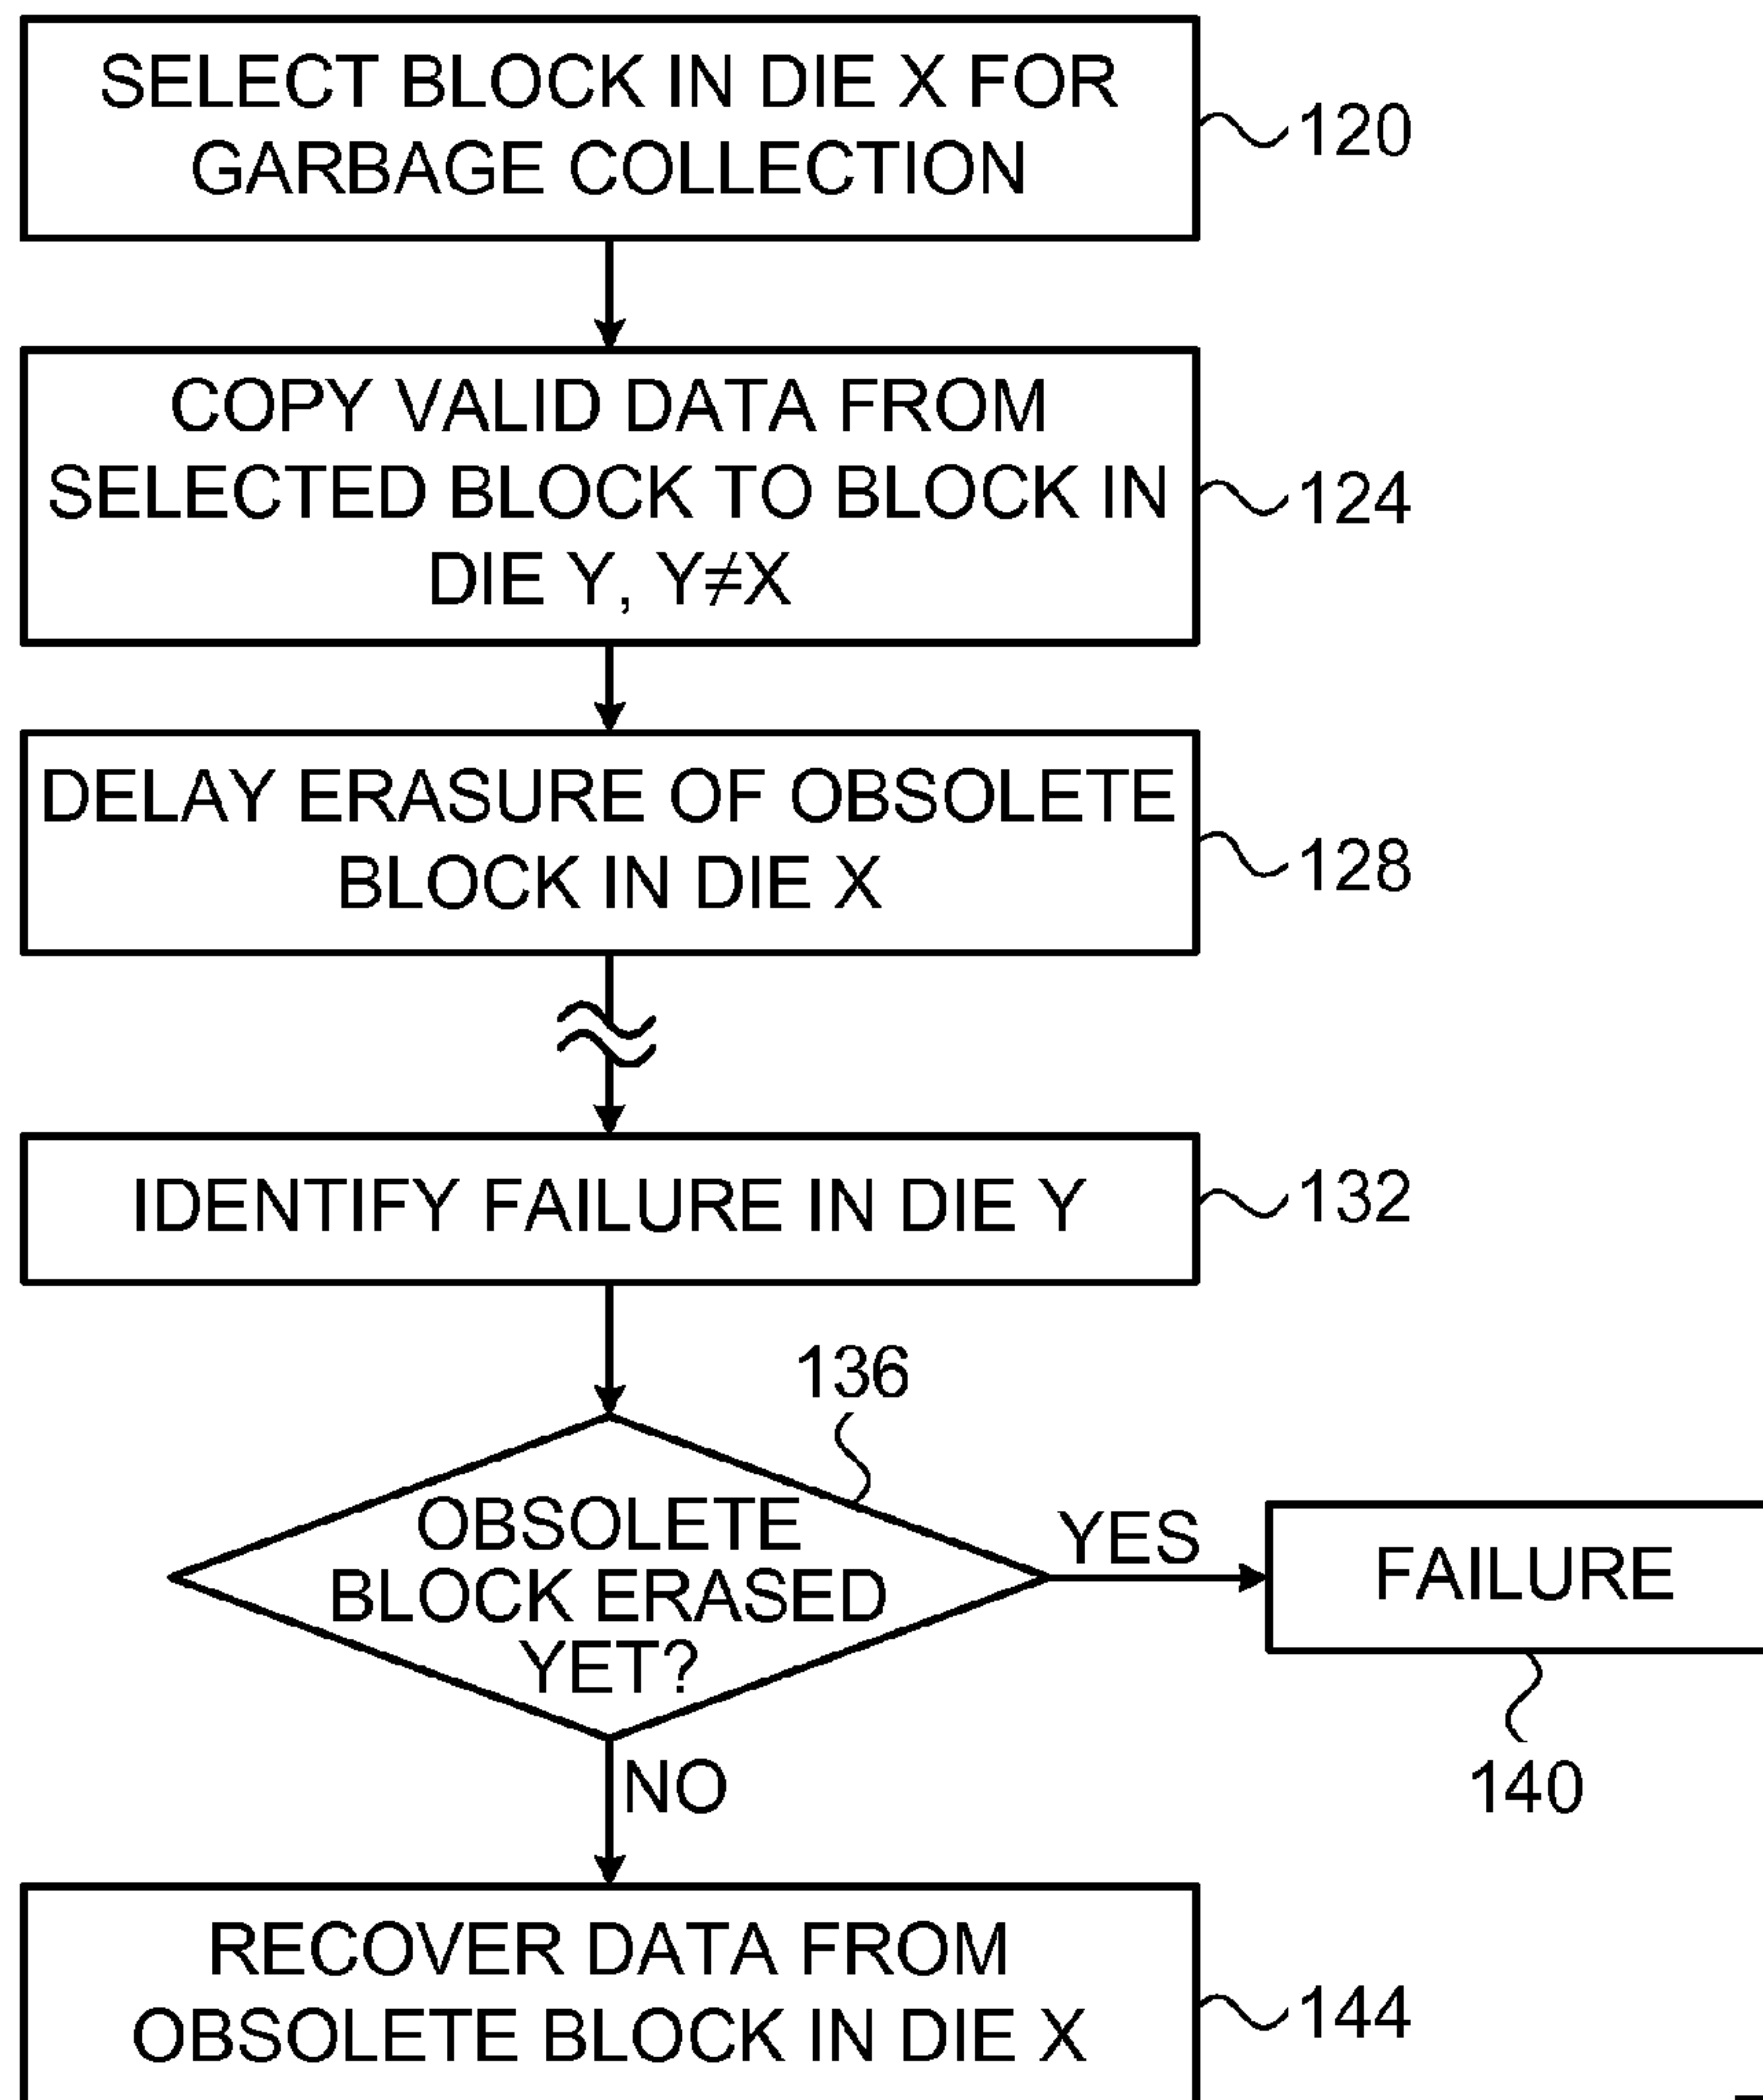 SELECT BLOCK IN DIE X FOR
GARBAGE COLLECTION
120
COPY VALID DATA FROM
SELECTED BLOCK TO BLOCK IN
DIE Y, Y≠X
124
DELAY ERASURE OF OBSOLETE
BLOCK IN DIE X
128
IDENTIFY FAILURE IN DIE Y
132
136
OBSOLETE
BLOCK ERASED
YET?
YES
FAILURE
140
NO
RECOVER DATA FROM
OBSOLETE BLOCK IN DIE X
144